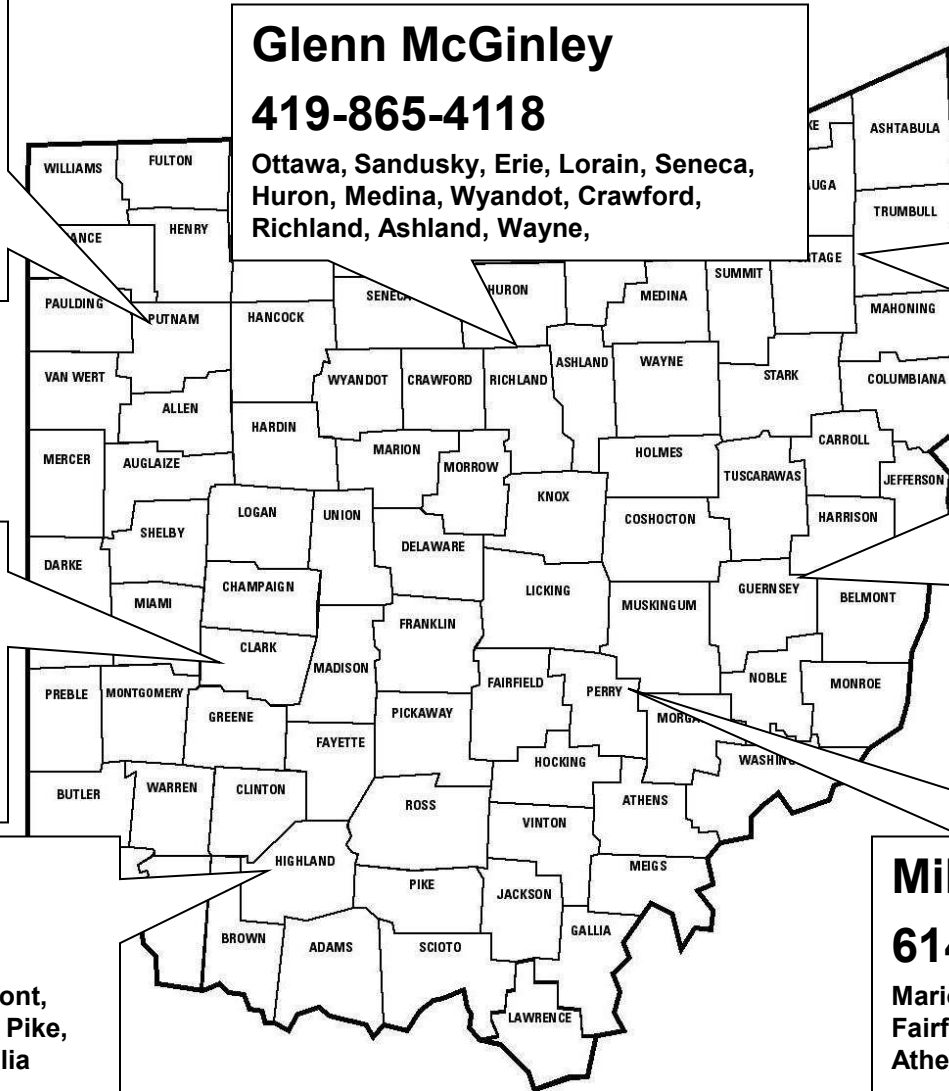 Glenn McGinley
419-865-4118
Ottawa, Sandusky, Erie, Lorain, Seneca,
Huron, Medina, Wyandot, Crawford,
Richland, Ashland, Wayne,
ASHTABULA
WILLIAMS
FULTON
TRUMBULL
HENRY
SUMMIT
PAULDING
PUTNAM
HANCOCK
SENECA
HURON
MEDINA
MAHONING
VAN WERT
WYANDOT
CRAWFORD
RICHLAND
ASHLAND
WAYNE
STARK
COLUMBIANA
ALLEN
HARDIN
MARION
MORROW
HOLMES
CARROLL
MERCER
AUGLAIZE
TUSCARAWAS
JEFFERSON
LOGAN
UNION
KNOX
COSHOCTON
HARRISON
SHELBY
DELAWARE
DARKE
CHAMPAIGN
LICKING
GUERNSEY
BELMONT
MIAMI
MUSKINGUM
FRANKLIN
CLARK
MADISON
PREBLE
MONTGOMERY
FAIRFIELD
PERRY
NOBLE
MONROE
GREENE
PICKAWAY
FAYETTE
HOCKING
BUTLER
WARREN
CLINTON
ROSS
ATHENS
VINTON
HIGHLAND
MEIGS
PIKE
JACKSON
GALLIA
BROWN
ADAMS
SCIOTO
LAWRENCE
Pike,
614